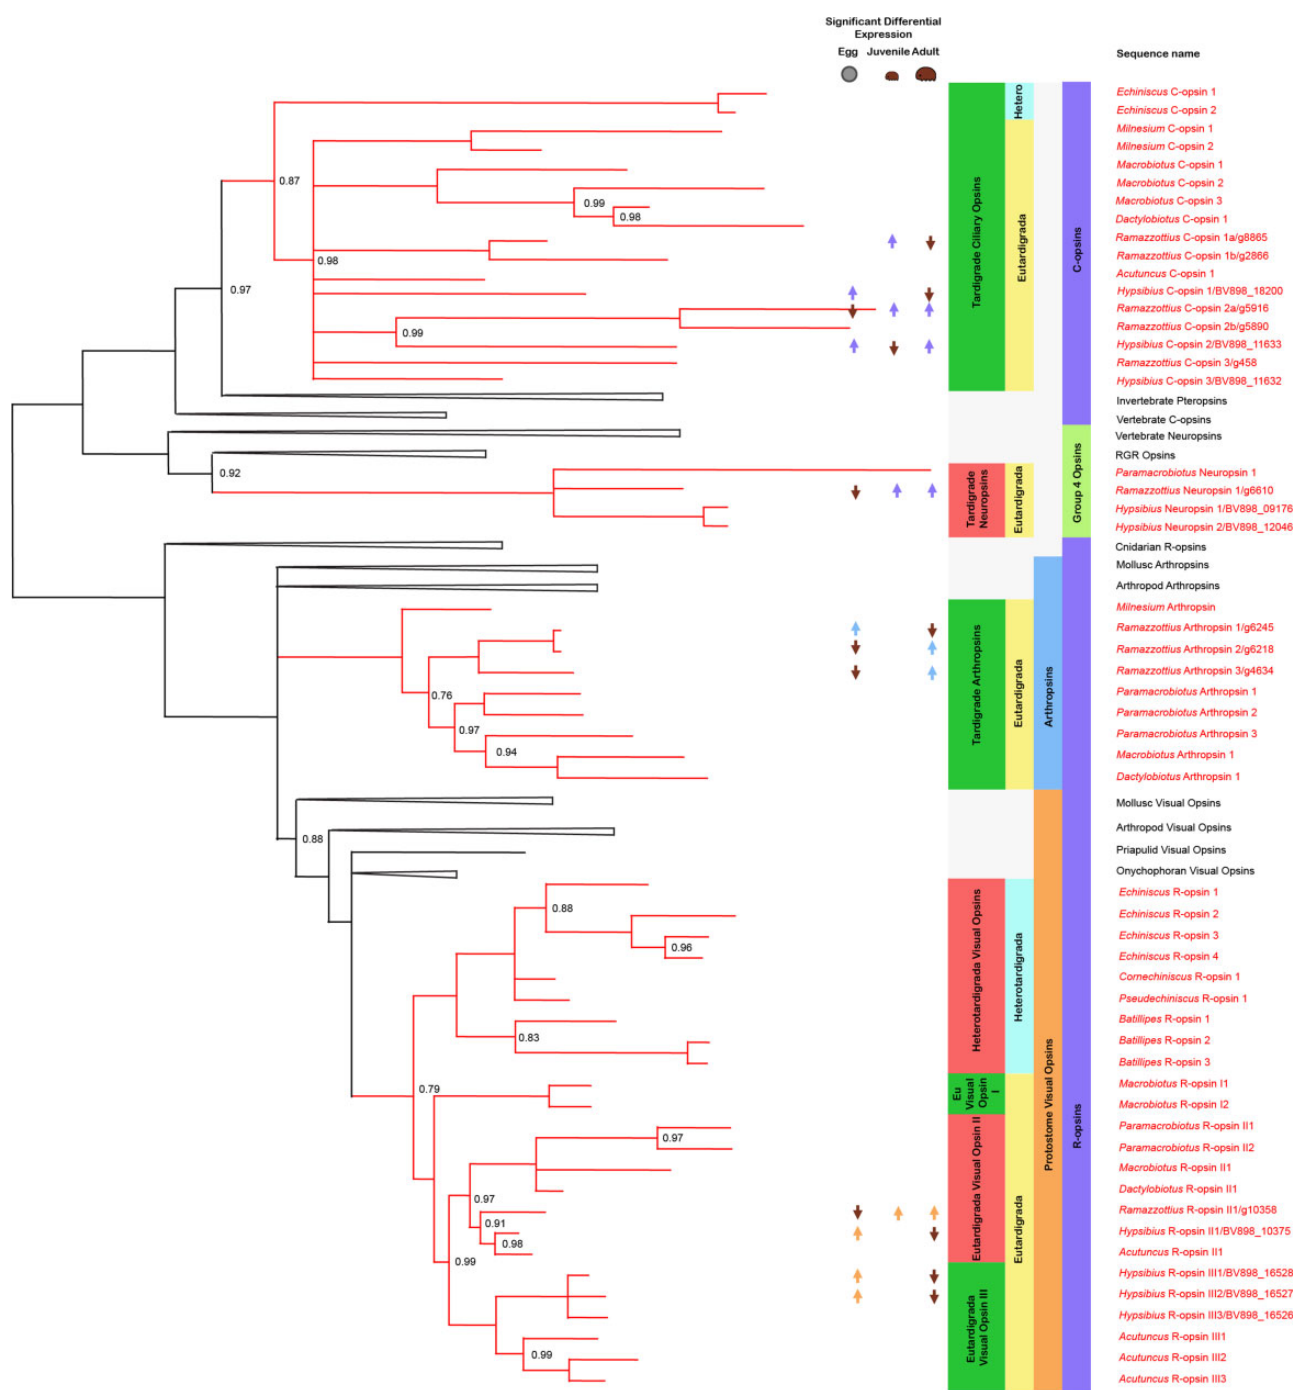 Significant Differential
Expression
Egg Juvenile Adult
Sequence name
Echiniscus C-opsin 1
Echiniscus C-opsin 2
Milnesium C-opsin 1
Milnesium C-opsin 2
Macrobiotus C-opsin 1
Macrobiotus C-opsin 2
Macrobiotus C-opsin 3
Dactylobiotus C-opsin 1
Ramazzottius C-opsin 1a/g8865
Ramazzottius C-opsin 1b/g2866
Acutuncus C-opsin 1
Hypsibius C-opsin 1/BV898_18200
Ramazzottius C-opsin 2a/g5916
Ramazzottius C-opsin 2b/g5890
Hypsibius C-opsin 2/BV898_11633
Ramazzottius C-opsin 3/g458
Hypsibius C-opsin 3/BV898_11632
Invertebrate Pteropsins
Vertebrate C-opsins
Vertebrate Neuropsins
RGR Opsins
Paramacrobiotus Neuropsin 1
Ramazzottius Neuropsin 1/g6610
Hypsibius Neuropsin 1/BV898_09176
Hypsibius Neuropsin 2/BV898_12046
Cnidarian R-opsins
Mollusc Arthropsins
Arthropod Arthropsins
Milnesium Arthropsin
Ramazzottius Arthropsin 1/g6245
Ramazzottius Arthropsin 2/g6218
Ramazzottius Arthropsin 3/g4634
Paramacrobiotus Arthropsin 1
Paramacrobiotus Arthropsin 2
Paramacrobiotus Arthropsin 3
Macrobiotus Arthropsin 1
Dactylobiotus Arthropsin 1
Mollusc Visual Opsins
Arthropod Visual Opsins
Priapulid Visual Opsins
Onychophoran Visual Opsins
Echiniscus R-opsin 1
Echiniscus R-opsin 2
Echiniscus R-opsin 3
Echiniscus R-opsin 4
Cornechiniscus R-opsin 1
Pseudechiniscus R-opsin 1
Batillipes R-opsin 1
Batillipes R-opsin 2
Batillipes R-opsin 3
Macrobiotus R-opsin I1
Macrobiotus R-opsin I2
Paramacrobiotus R-opsin II1
Paramacrobiotus R-opsin II2
Macrobiotus R-opsin II1
Dactylobiotus R-opsin II1
Ramazzottius R-opsin II1/g10358
Hypsibius R-opsin II1/BV898_10375
Acutuncus R-opsin II1
Hypsibius R-opsin III1/BV898_16528
Hypsibius R-opsin III2/BV898_16527
Hypsibius R-opsin III3/BV898_16526
Acutuncus R-opsin III1
Acutuncus R-opsin III2
Acutuncus R-opsin III3
0.87
0.99
0.98
0.98
0.97
0.99
0.92
0.76
0.97
0.94
0.88
0.88
0.96
0.83
0.79
0.97
0.97
0.91
0.98
0.99
0.99
Tardigrade Ciliary Opsins
Hetero
Eutardigrada
C-opsins
Tardigrade
Neuropsins
Eutardigrada
Group 4 Opsins
Tardigrade Arthropsins
Eutardigrada
Arthropsins
Heterotardigrada Visual Opsins
Heterotardigrada
Eu
Visual
Opsin
I
Eutardigrada Visual Opsin II
Eutardigrada
Visual Opsin III
Eutardigrada
Protostome Visual Opsins
R-opsins